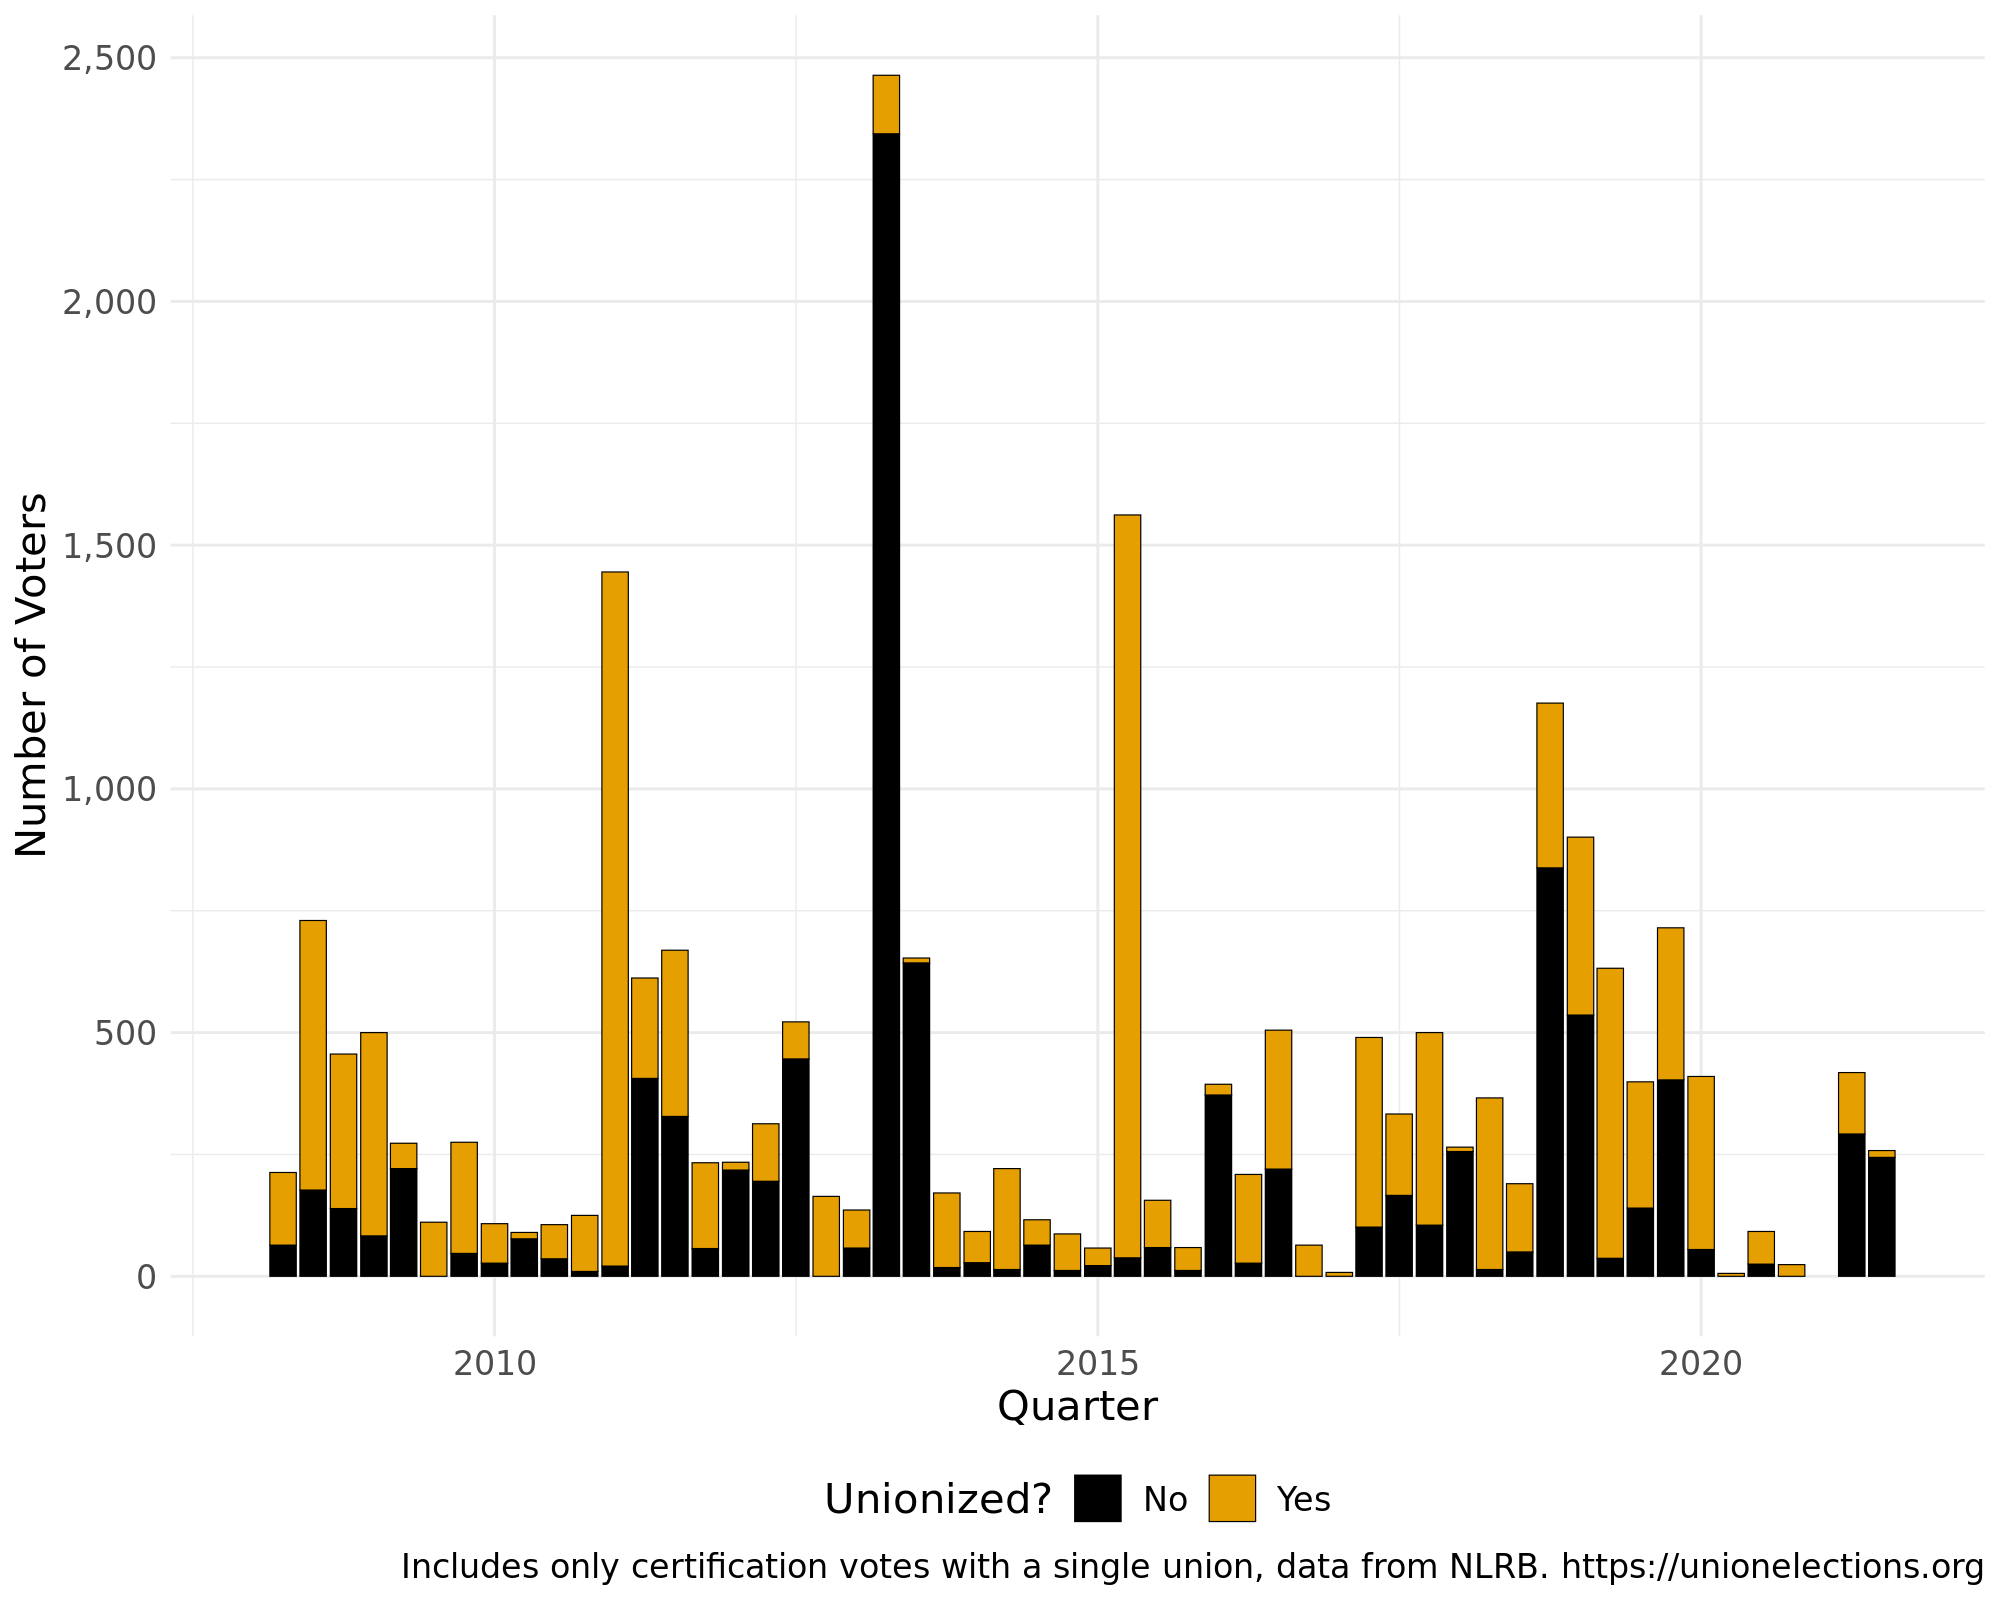 2,500
2,000
1,500
1,000
500
0
Number of Voters
2010 2015 2020
Quarter
Unionized? No Yes
Includes only certification votes with a single union, data from NLRB. https://unionelections.org